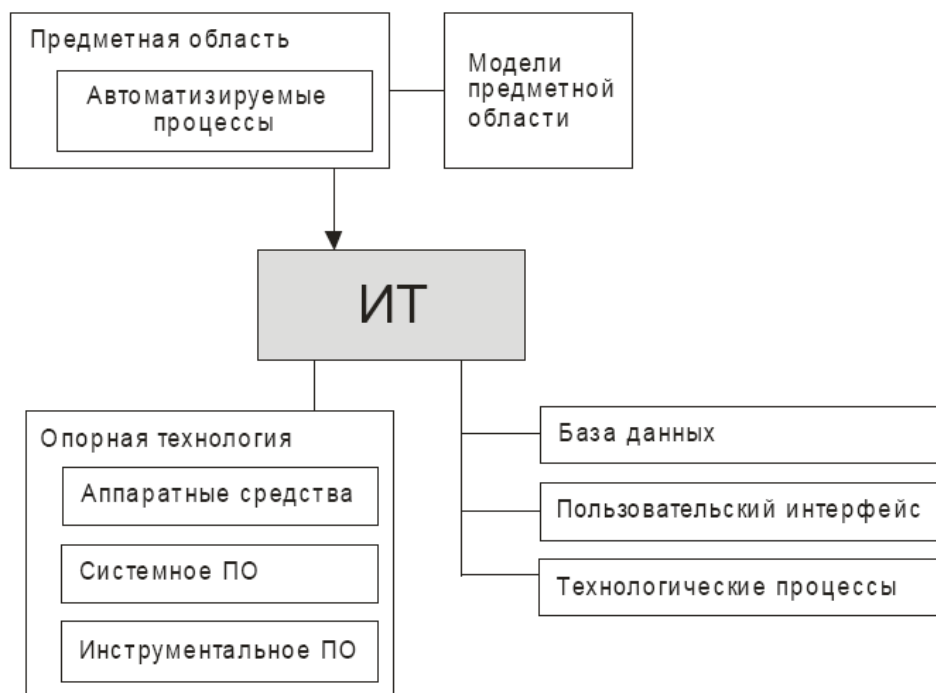 Предметная область
Автоматизируемые
процессы
Модели
предметной
области
ИТ
Опорная технология
Аппаратные средства
Системное ПО
Инструментальное ПО
База данных
Пользовательский интерфейс
Технологические процессы